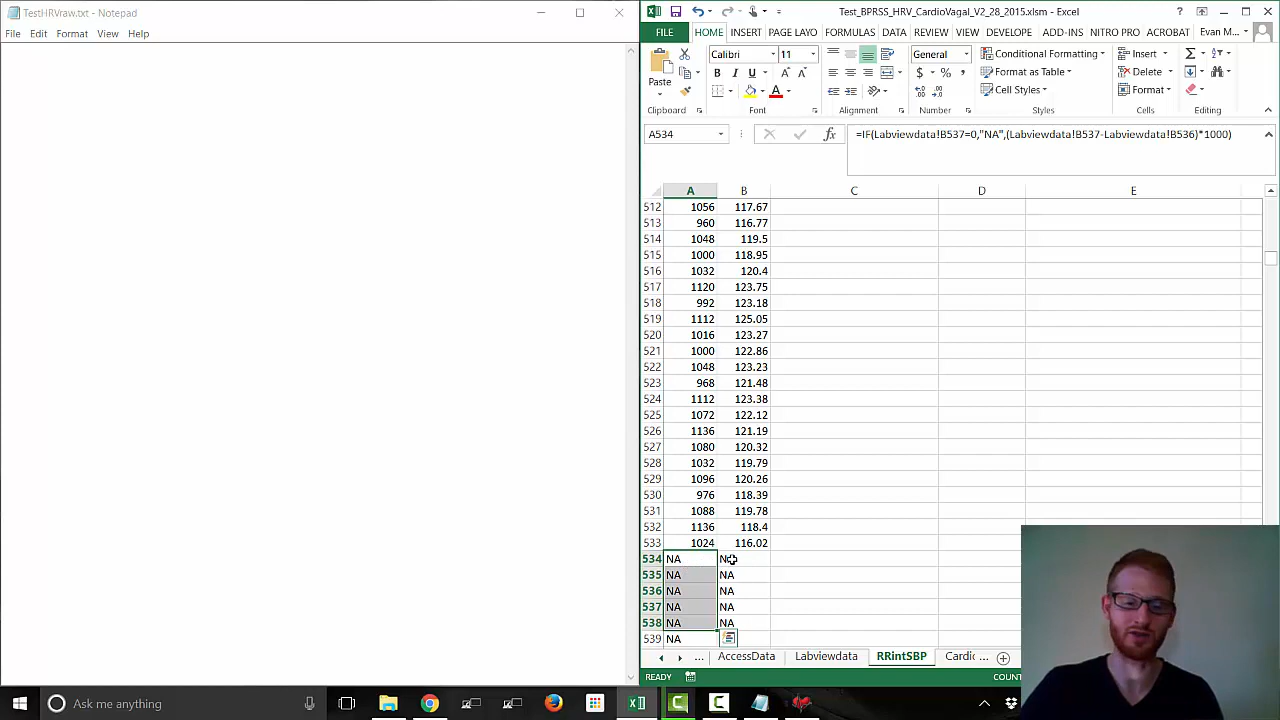 TestHRVraw.txt - Notepad
File Edit Format View Help
Test_BPRSS_HRV_CardioVagal_V2_28_2015.xlsm - Excel
FILE HOME INSERT PAGE LAYO FORMULAS DATA REVIEW VIEW DEVELOPE ADD-INS NITRO PRO ACROBAT Evan M...
Paste
Calibri 11
B I U
A A
A
General
$ % ,
Conditional Formatting
Format as Table
Cell Styles
Insert
Delete
Format
Clipboard Font Alignment Number Styles Cells Editing
A534 fx =IF(Labviewdata!B537=0,"NA",(Labviewdata!B537-Labviewdata!B536)*1000)
A B C D E
512 1056 117.67
513 960 116.77
514 1048 119.5
515 1000 118.95
516 1032 120.4
517 1120 123.75
518 992 123.18
519 1112 125.05
520 1016 123.27
521 1000 122.86
522 1048 123.23
523 968 121.48
524 1112 123.38
525 1072 122.12
526 1136 121.19
527 1080 120.32
528 1032 119.79
529 1096 120.26
530 976 118.39
531 1088 119.78
532 1136 118.4
533 1024 116.02
534 NA
535 NA NA
536 NA NA
537 NA NA
538 NA NA
539 NA
... AccessData Labviewdata RRintSBP Cardic ...
READY COUNT
Ask me anything